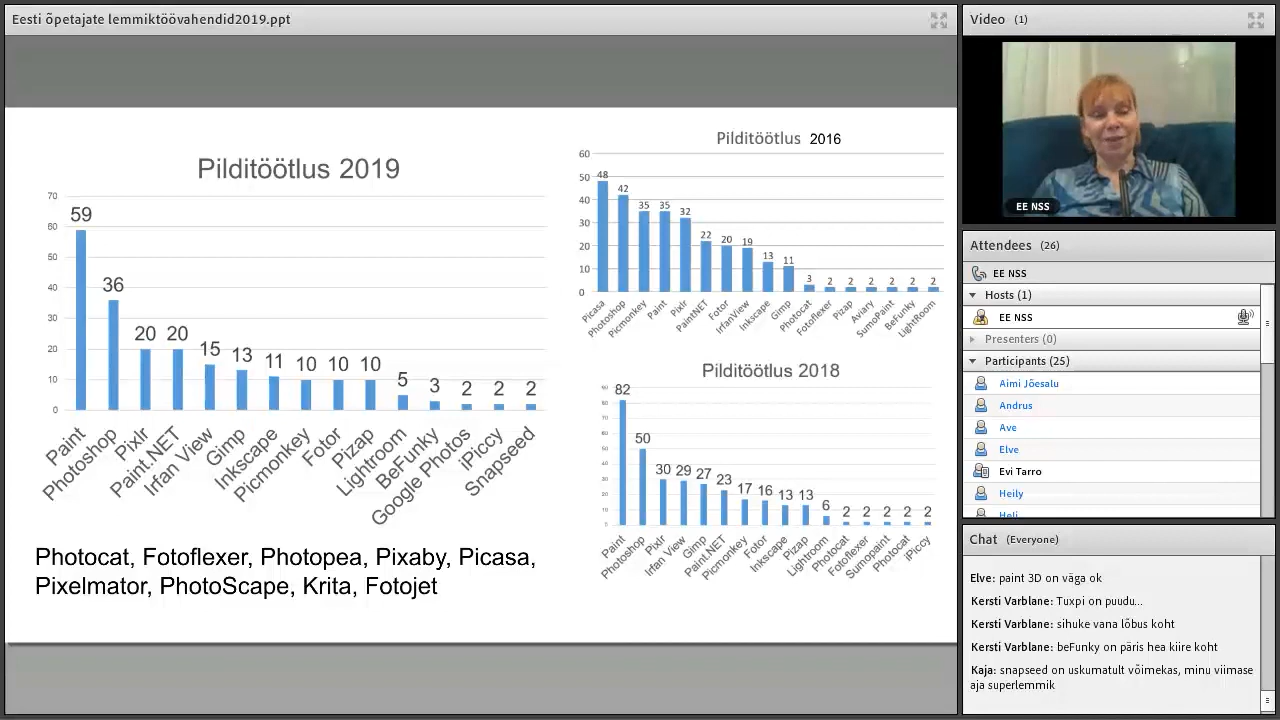 Eesti õpetajate lemmiktöövahendid2019.ppt
Pilditöötlus 2019
70
60
50
40
30
20
10
0
59
36
20
20
15
13
11
10
10
10
5
3
2
2
2
Paint
Photoshop
Pixlr
Paint.NET
Irfan View
Gimp
Inkscape
Picmonkey
Fotor
Pizap
Lightroom
BeFunky
Google Photos
iPiccy
Snapseed
Photocat, Fotoflexer, Photopea, Pixaby, Picasa,
Pixelmator, PhotoScape, Krita, Fotojet
Pilditöötlus 2016
60
50
40
30
20
10
0
48
42
35
35
32
22
20
19
13
11
3
2
2
2
2
2
2
Picasa
Photoshop
Picmonkey
Paint
Pixlr
PaintNET
Fotor
IrfanView
Inkscape
Gimp
Photocat
Fotoflexer
Pizap
Aviary
SumoPaint
BeFunky
LightRoom
Pilditöötlus 2018
82
50
30
29
27
23
17
16
13
13
6
2
2
2
2
2
Paint
Photoshop
Pixlr
Irfan View
Gimp
Paint.NET
Picmonkey
Fotor
Inkscape
Pizap
Lightroom
Photocat
Fotoflexer
Sumopaint
Photocat
iPiccy
Video (1)
EE NSS
Attendees (26)
EE NSS
Hosts (1)
EE NSS
Presenters (0)
Participants (25)
Aimi Jõesalu
Andrus
Ave
Elve
Evi Tarro
Heily
Heli
Chat (Everyone)
Elve: paint 3D on väga ok
Kersti Varblane: Tuxpi on puudu...
Kersti Varblane: sihuke vana lõbus koht
Kersti Varblane: beFunky on päris hea kiire koht
Kaja: snapseed on uskumatult võimekas, minu viimase
aja superlemmik